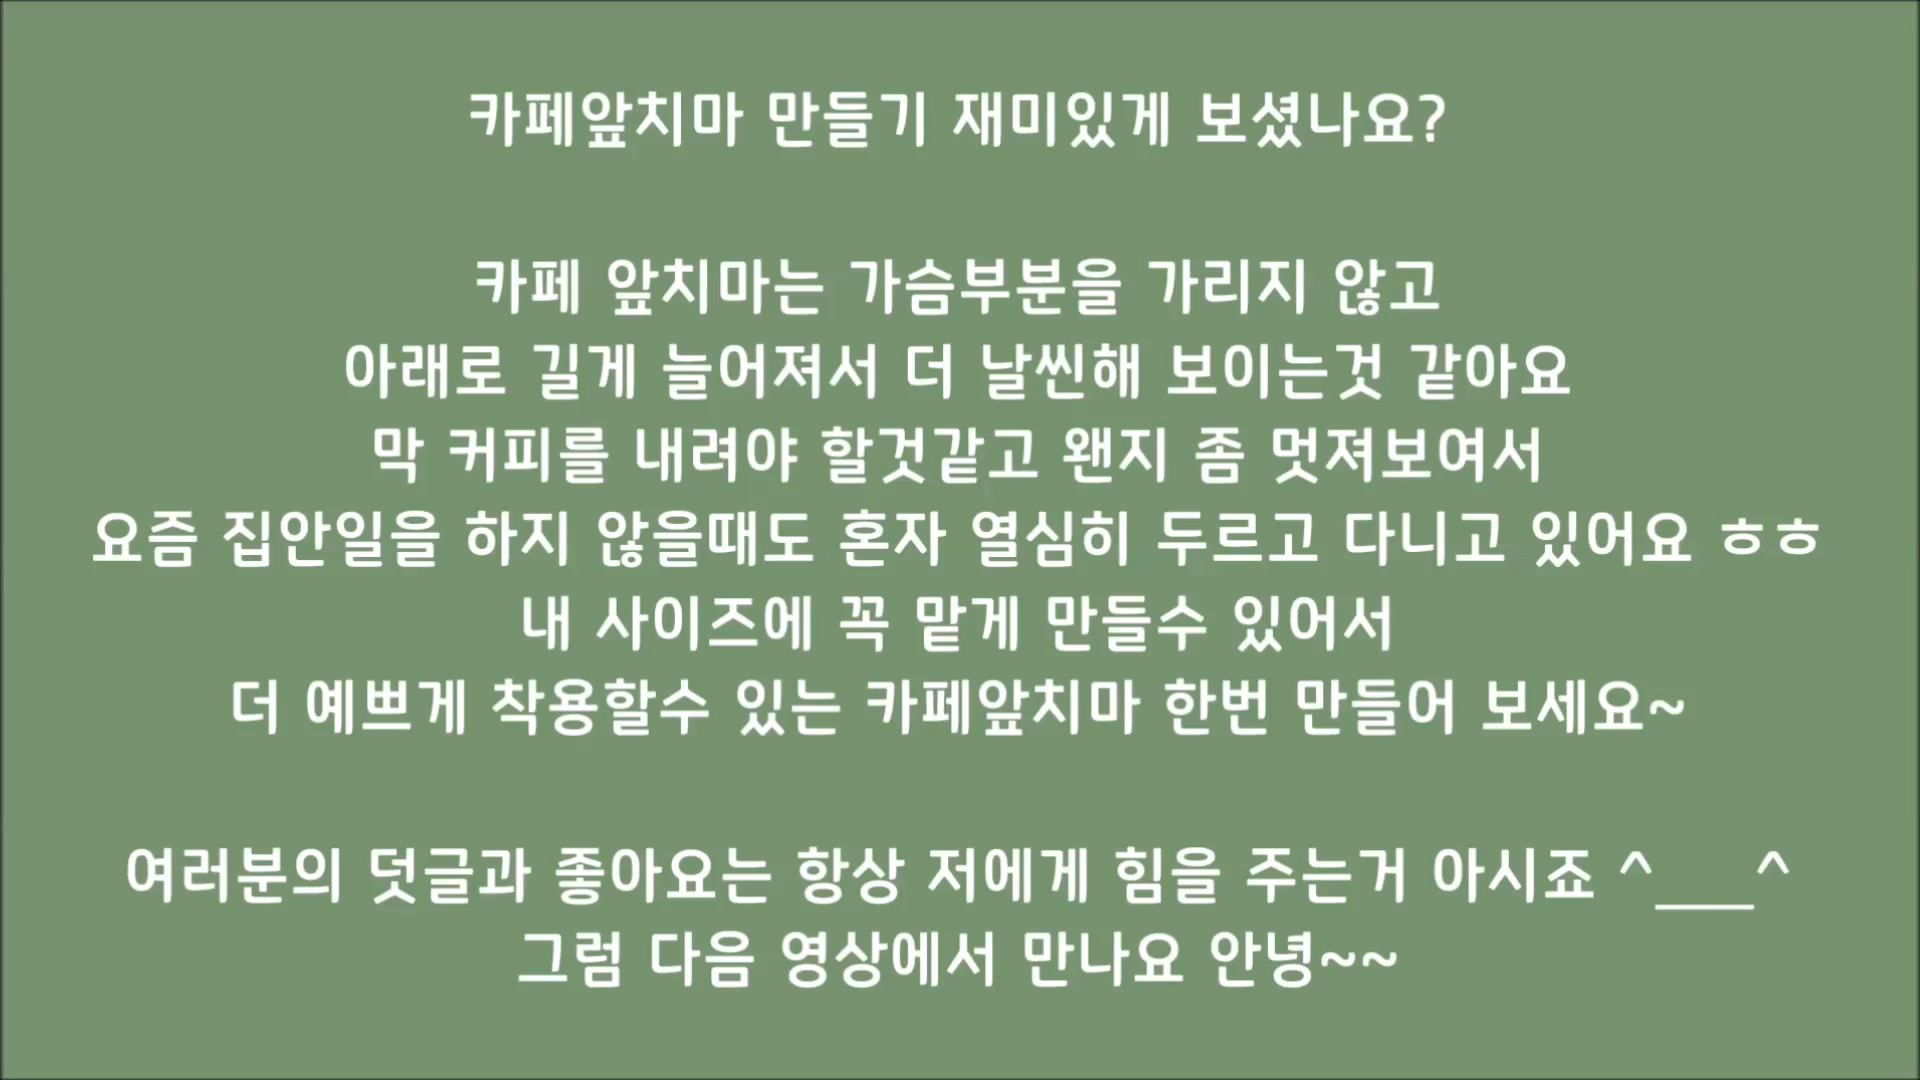 카페앞치마 만들기 재미있게 보셨나요?
카페 앞치마는 가슴부분을 가리지 않고
아래로 길게 늘어져서 더 날씬해 보이는것 같아요
막 커피를 내려야 할것같고 왠지 좀 멋져보여서
요즘 집안일을 하지 않을때도 혼자 열심히 두르고 다니고 있어요 ㅎㅎ
내 사이즈에 꼭 맡게 만들수 있어서
더 예쁘게 착용할수 있는 카페앞치마 한번 만들어 보세요~
여러분의 덧글과 좋아요는 항상 저에게 힘을 주는거 아시죠 ^___^
그럼 다음 영상에서 만나요 안녕~~